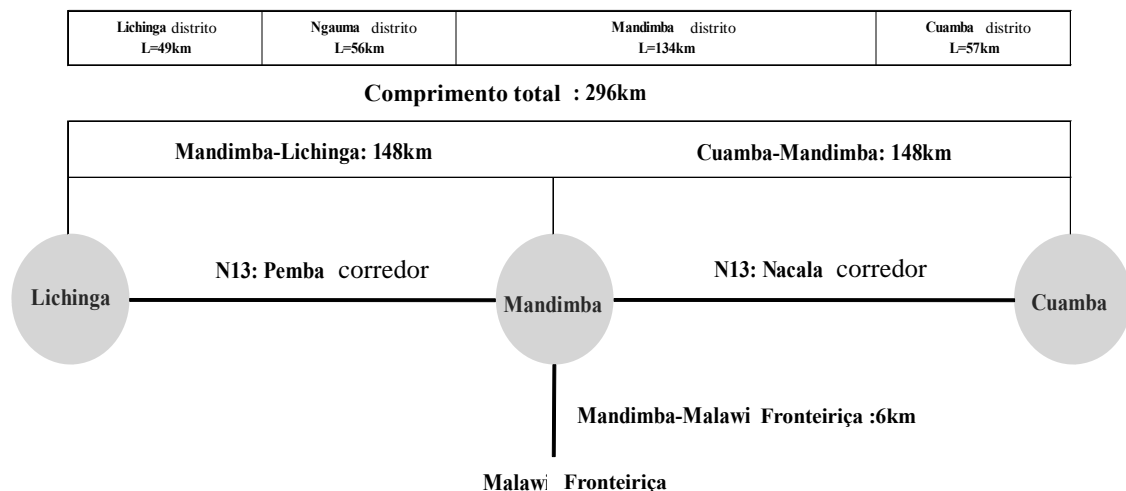 Lichinga distrito
L=49km
Ngauma distrito
L=56km
Mandimba distrito
L=134km
Cuamba distrito
L=57km
Comprimento total : 296km
Mandimba-Lichinga: 148km
Cuamba-Mandimba: 148km
N13: Pemba corredor
N13: Nacala corredor
Lichinga
Mandimba
Cuamba
Mandimba-Malawi Fronteiriça :6km
Malawi Fronteiriça